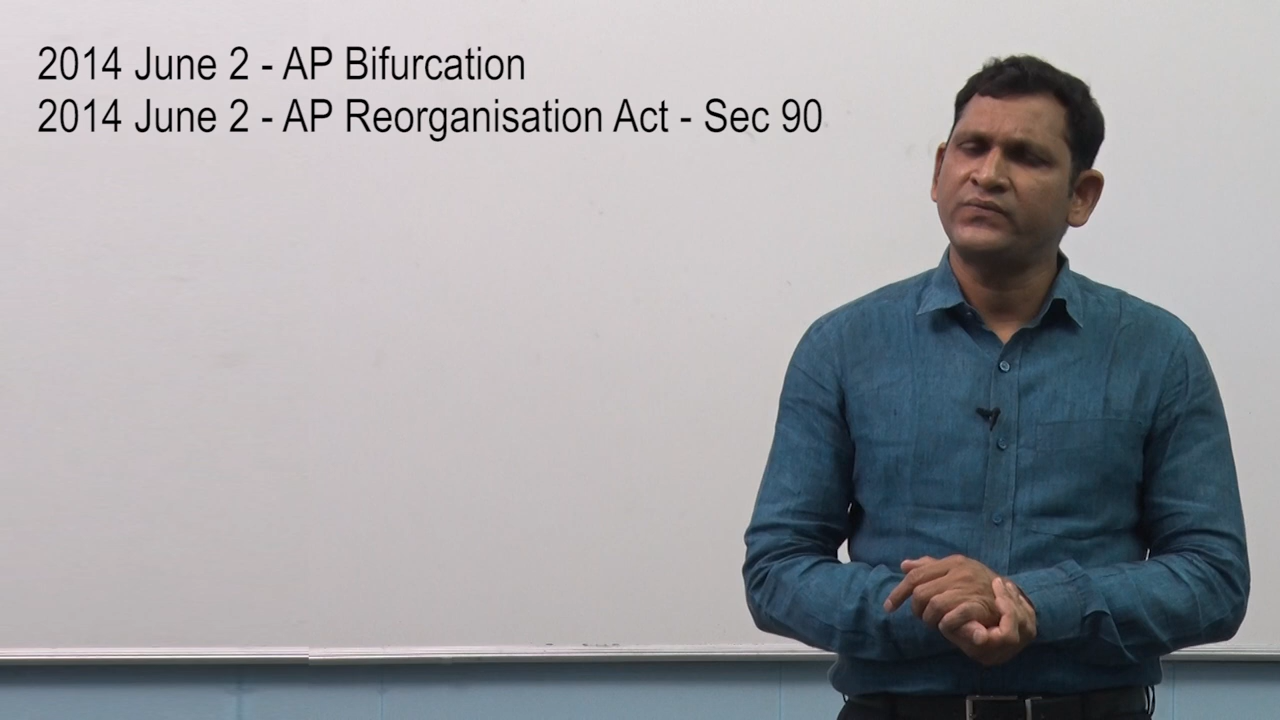 2014 June 2 - AP Bifurcation
2014 June 2 - AP Reorganisation Act - Sec 90